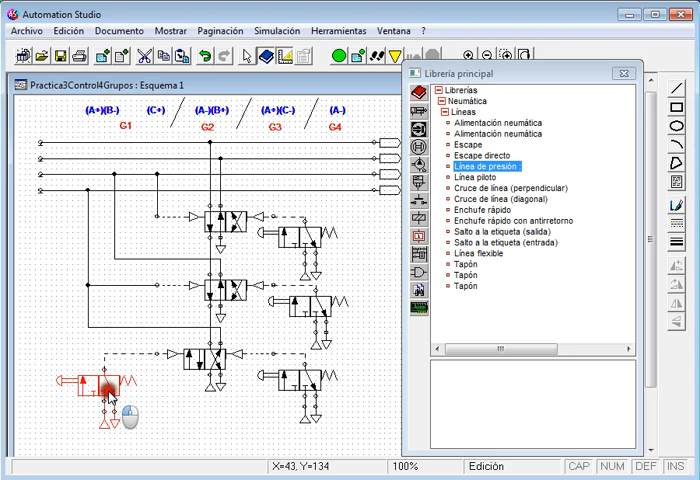 Automation Studio
Archivo Edición Documento Mostrar Paginación Simulación Herramientas Ventana ?
Practica3Control4Grupos : Esquema 1
(A+)(B-) (C+) (A-)(B+) (A+)(C-) (A-)
G1 G2 G3 G4
Librería principal
Librerías
Neumática
Líneas
Alimentación neumática
Alimentación neumática
Escape
Escape directo
Línea de presión :
Línea piloto
Cruce de línea (perpendicular)
Cruce de línea (diagonal)
Enchufe rápido
Enchufe rápido con antirretorno
Salto a la etiqueta (salida)
Salto a la etiqueta (entrada)
Línea flexible
Tapón
Tapón
Tapón
X=43, Y=134 100% Edición CAP NUM DEF INS